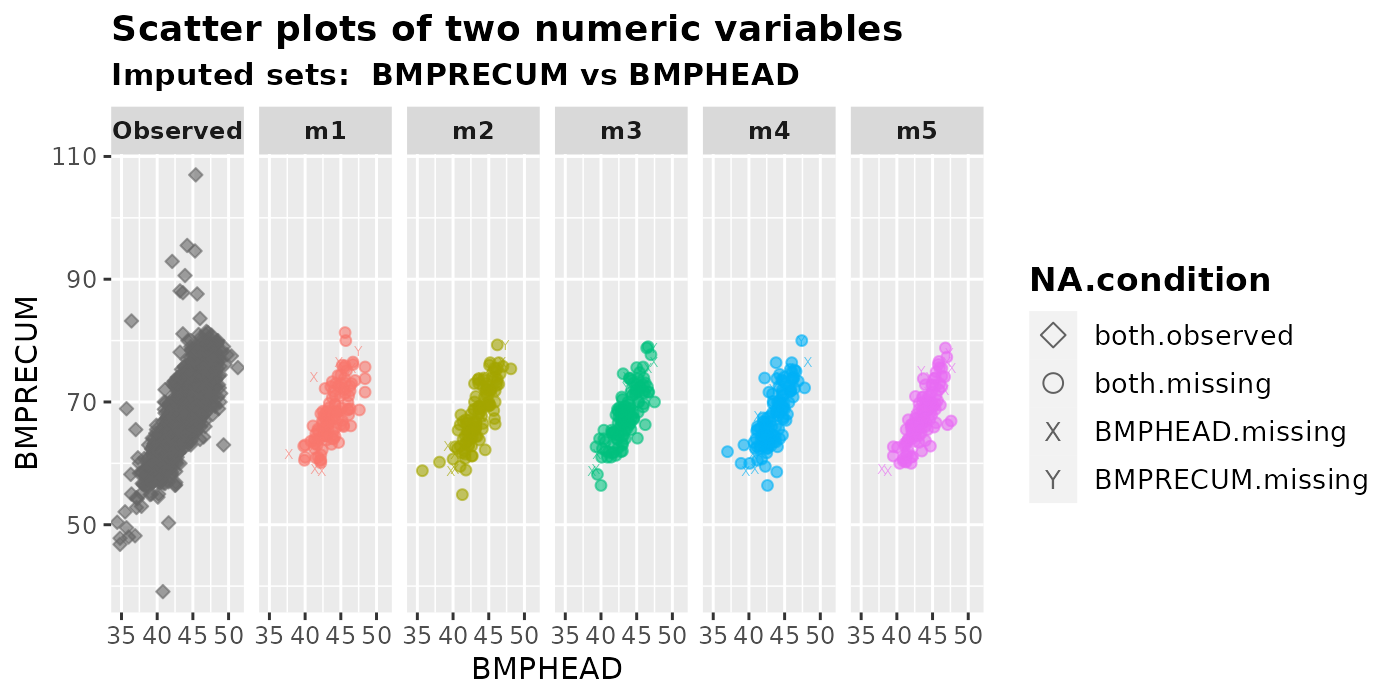 Scatter plots of two numeric variables
Imputed sets:  BMPRECUM vs BMPHEAD
Observed m1 m2 m3 m4 m5
110
90
70
50
BMPRECUM
35 40 45 50 35 40 45 50 35 40 45 50 35 40 45 50 35 40 45 50 35 40 45 50
BMPHEAD
NA.condition
both.observed
both.missing
X BMPHEAD.missing
Y BMPRECUM.missing